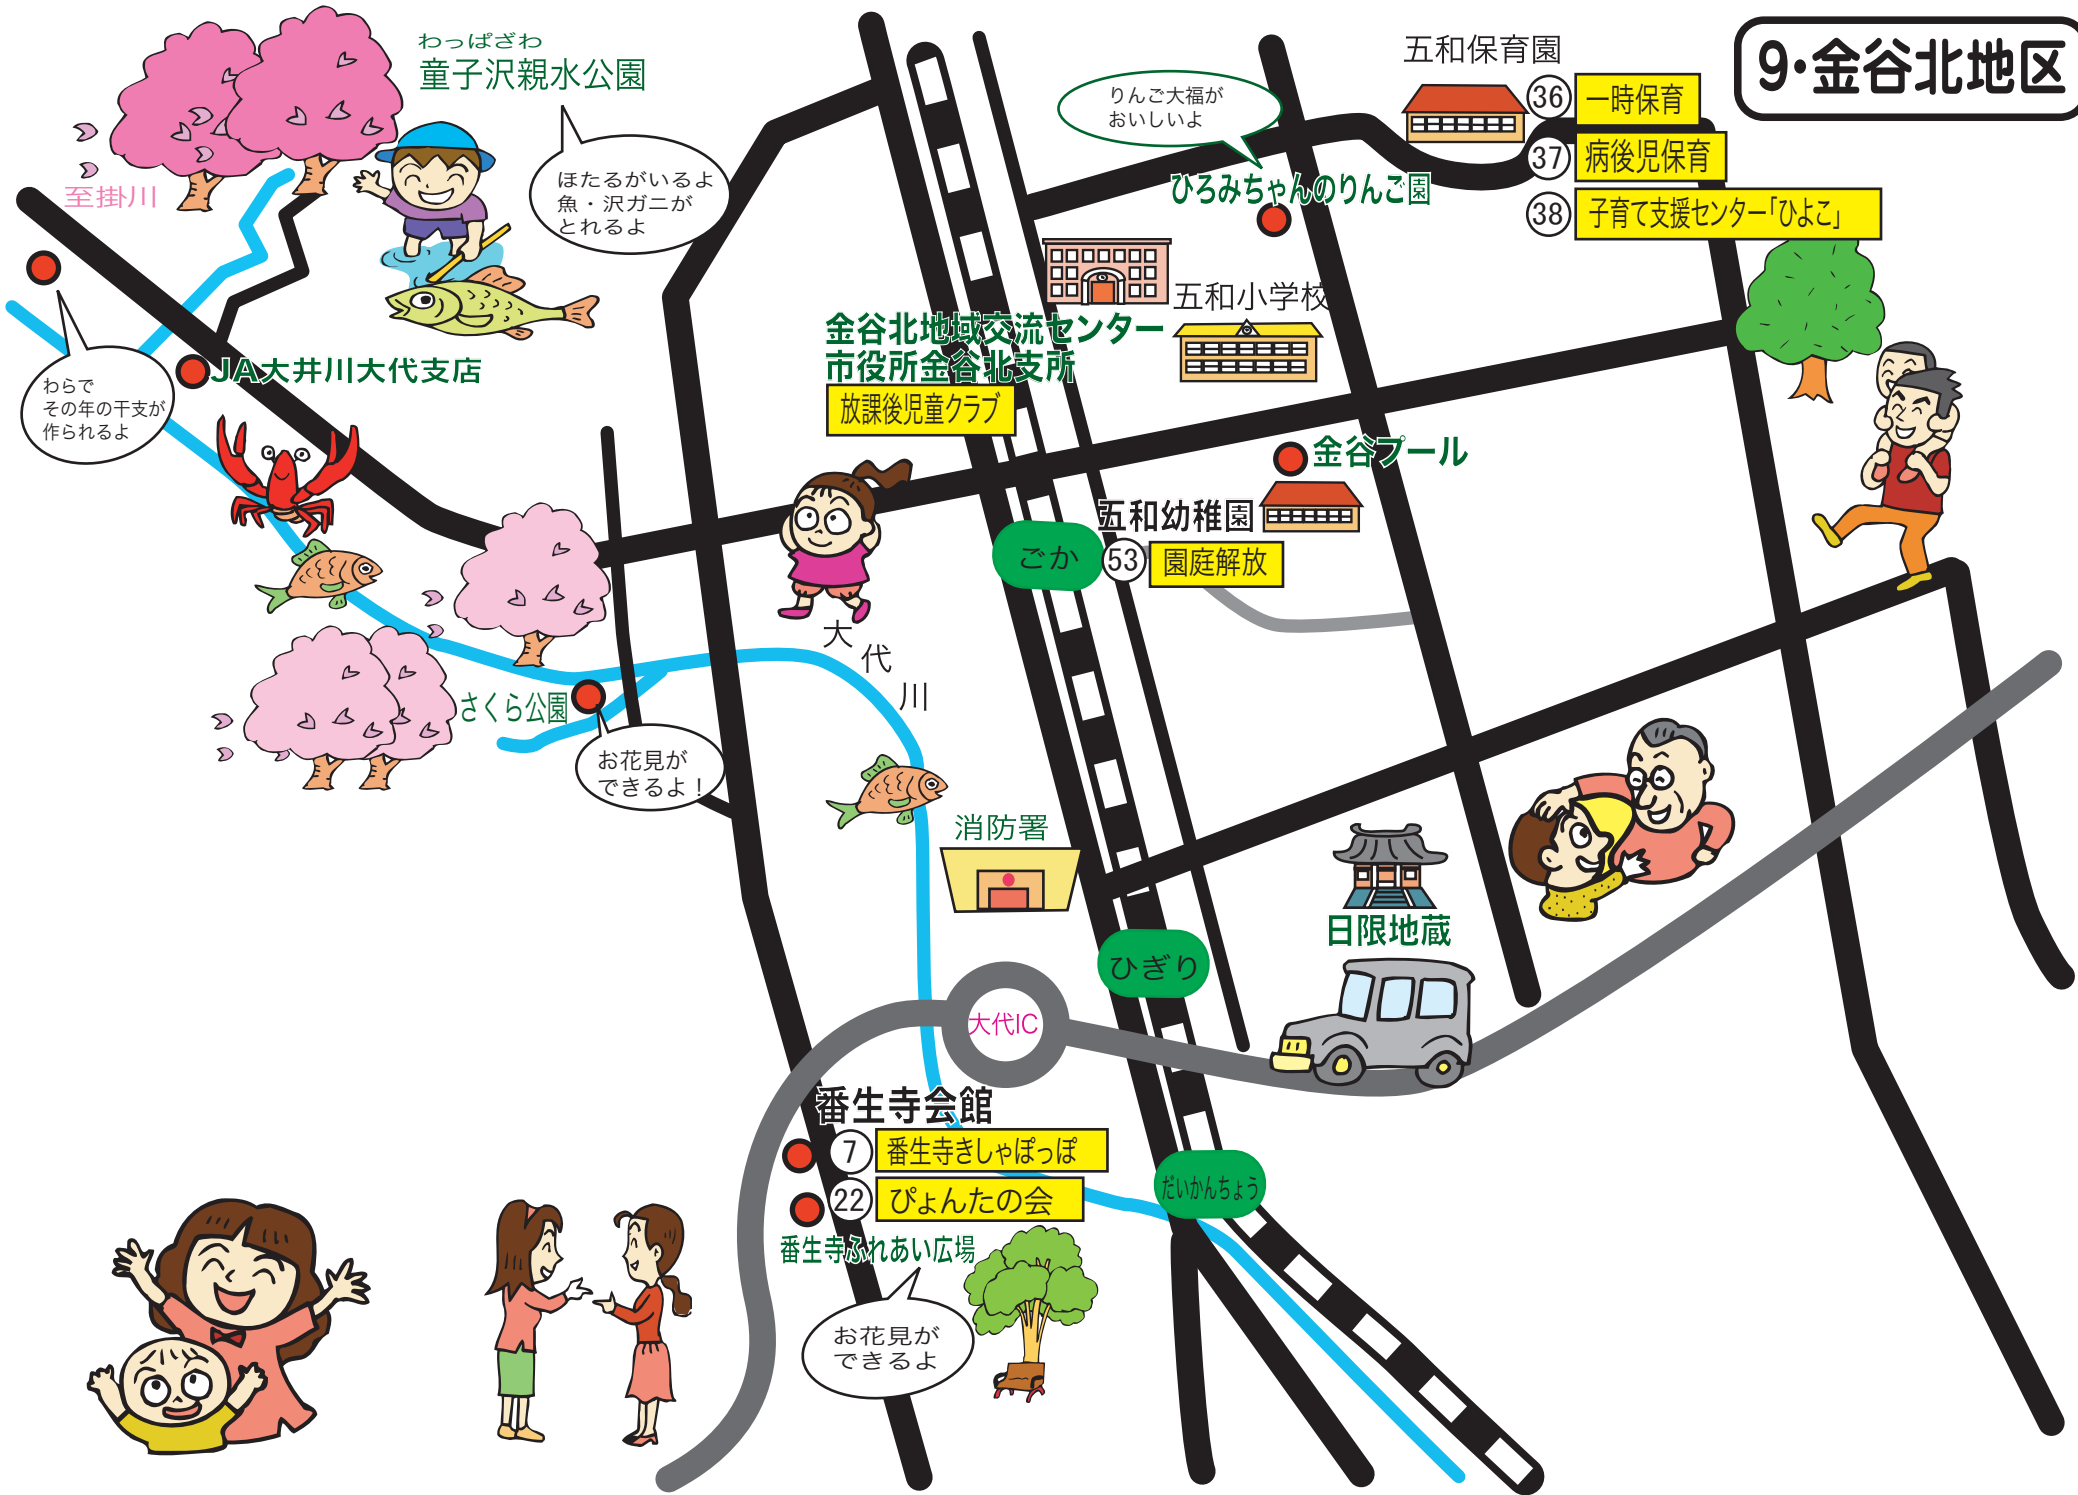 9・金谷北地区
わっぱざわ
童子沢親水公園
ほたるがいるよ
魚・沢ガニが
とれるよ
至掛川
わらで
その年の干支が
作られるよ
JA大井川大代支店
りんご大福が
おいしいよ
ひろみちゃんのりんご園
五和保育園
36
一時保育
37
病後児保育
38
子育て支援センター「ひよこ」
五和小学校
金谷北地域交流センター
市役所金谷北支所
放課後児童クラブ
金谷プール
五和幼稚園
53
園庭解放
ごか
大代川
さくら公園
お花見が
できるよ！
消防署
ひぎり
日限地蔵
大代IC
番生寺会館
7
番生寺きしゃぽっぽ
22
ぴょんたの会
だいかんちょう
番生寺ふれあい広場
お花見が
できるよ